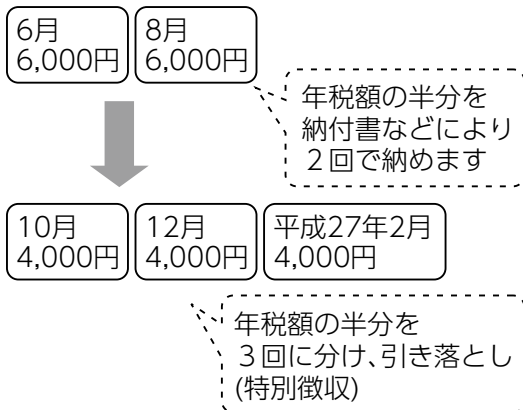 6月
6,000円
8月
6,000円
年税額の半分を
納付書などにより
２回で納めます
10月
4,000円
12月
4,000円
平成27年2月
4,000円
年税額の半分を
３回に分け、引き落とし
(特別徴収)